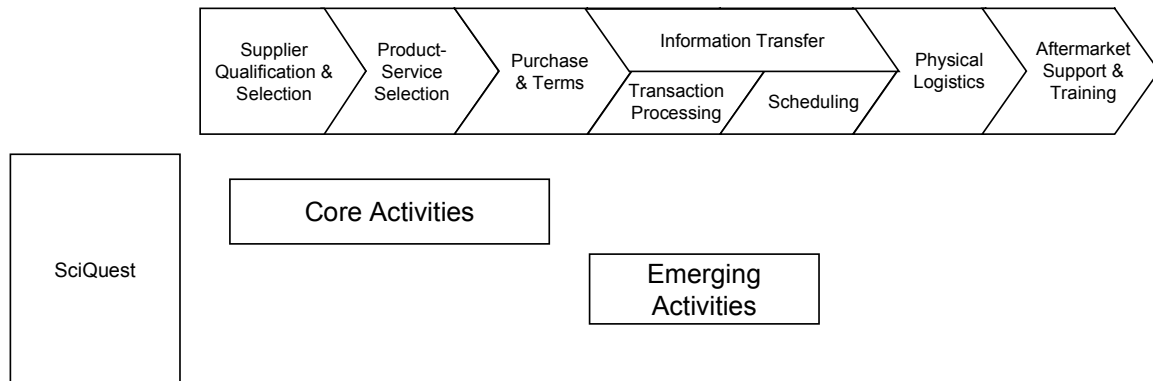 Supplier
Qualification &
Selection
Product-
Service
Selection
Purchase
& Terms
Information Transfer
Transaction
Processing
Scheduling
Physical
Logistics
Aftermarket
Support &
Training
SciQuest
Core Activities
Emerging
Activities